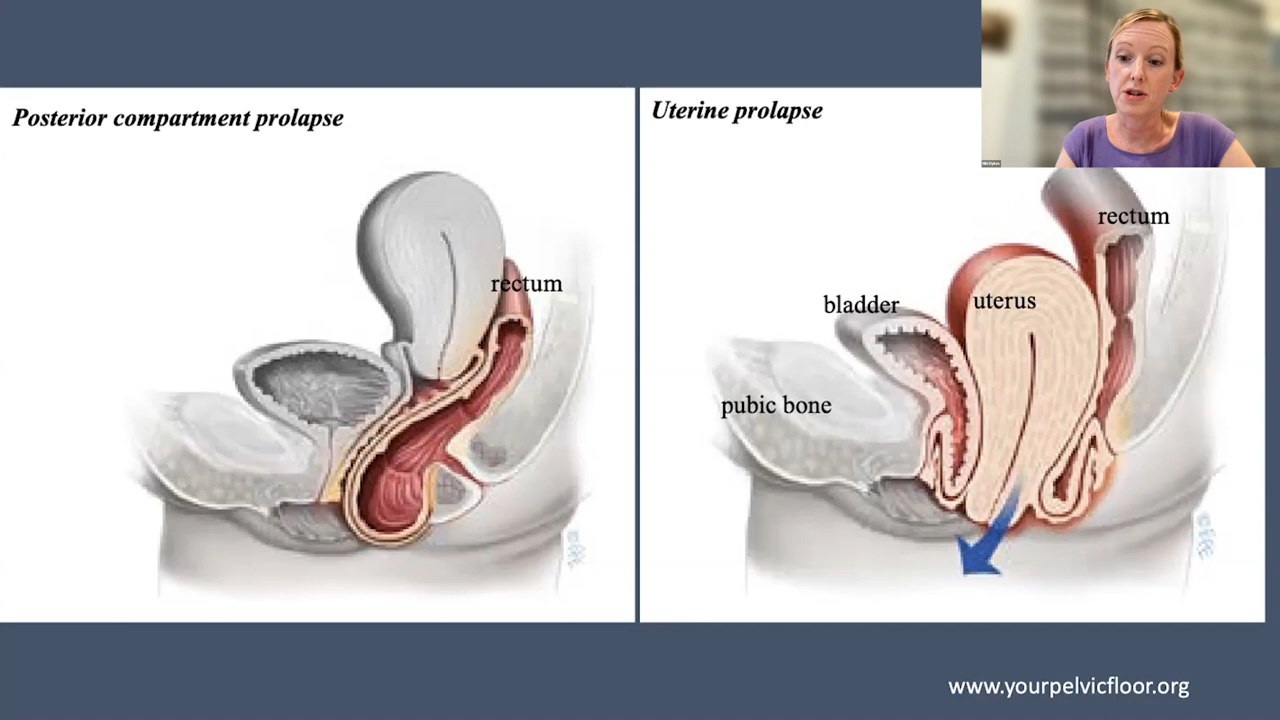 Posterior compartment prolapse
Uterine prolapse
rectum
rectum
bladder
uterus
pubic bone
www.yourpelvicfloor.org